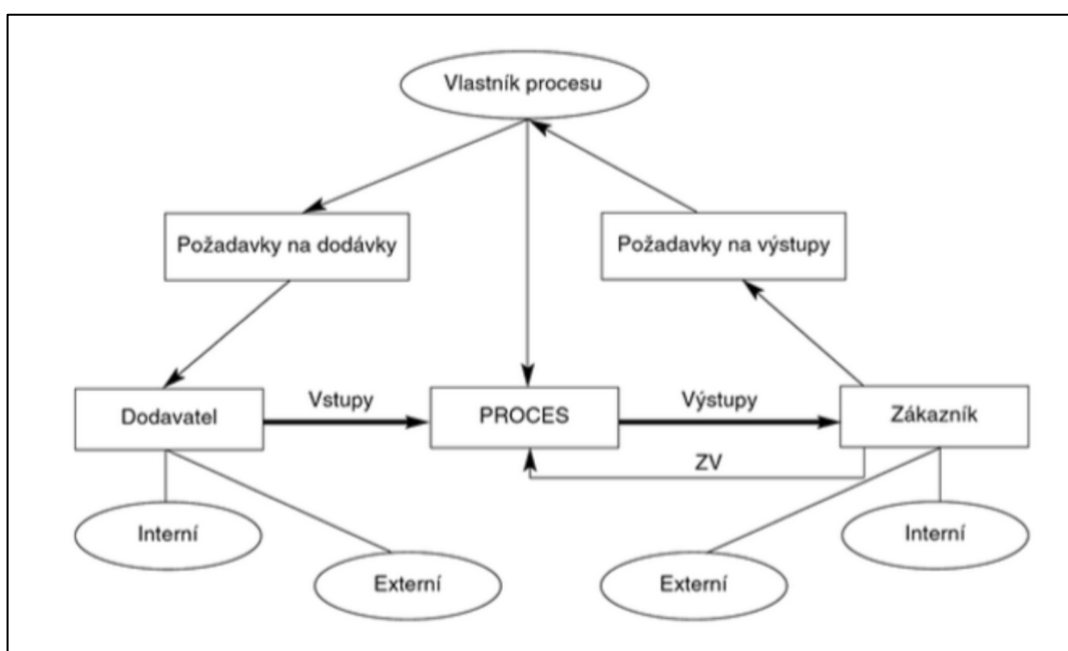 Vlastník procesu
Požadavky na dodávky
Požadavky na výstupy
Dodavatel
Vstupy
PROCES
Výstupy
Zákazník
ZV
Interní
Externí
Externí
Interní